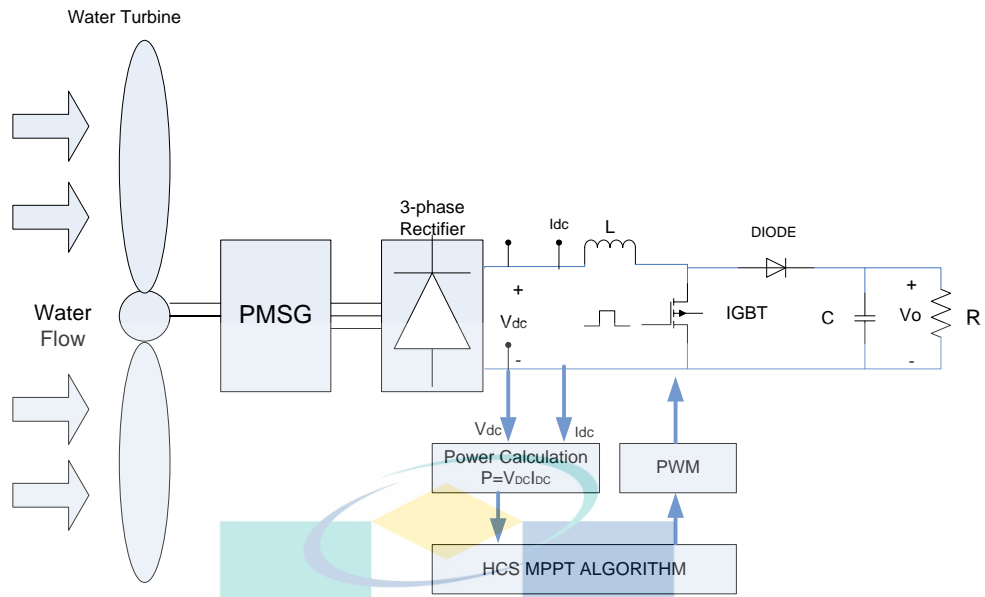 Water Turbine
Water
Flow
PMSG
3-phase
Rectifier
Idc
L
DIODE
+
Vdc
-
IGBT
C
+
Vo
-
R
Vdc
Idc
Power Calculation
P=VDCIDC
PWM
HCS MPPT ALGORITHM